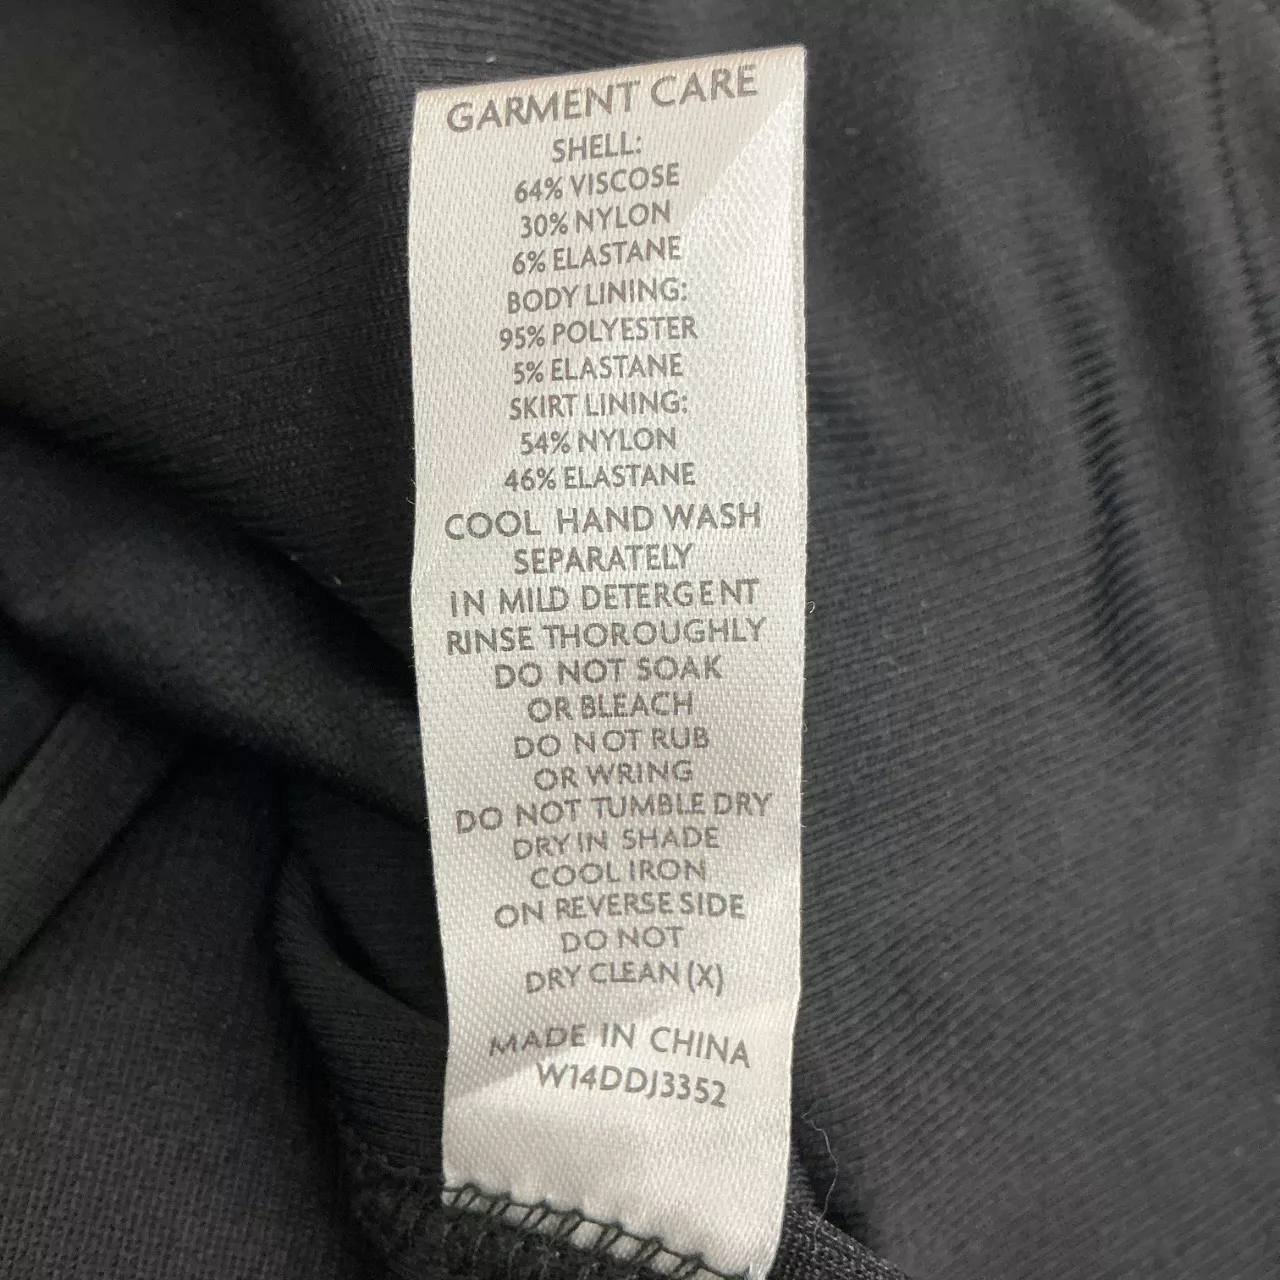 GARMENT CARE
SHELL:
64% VISCOSE
30% NYLON
6% ELASTANE
BODY LINING:
95% POLYESTER
5% ELASTANE
SKIRT LINING:
54% NYLON
46% ELASTANE
COOL HAND WASH
SEPARATELY
IN MILD DETERGENT
RINSE THOROUGHLY
DO NOT SOAK
OR BLEACH
DO NOT RUB
OR WRING
DO NOT TUMBLE DRY
DRY IN SHADE
COOL IRON
ON REVERSE SIDE
DO NOT
DRY CLEAN (X)
MADE IN CHINA
W14DDJ3352